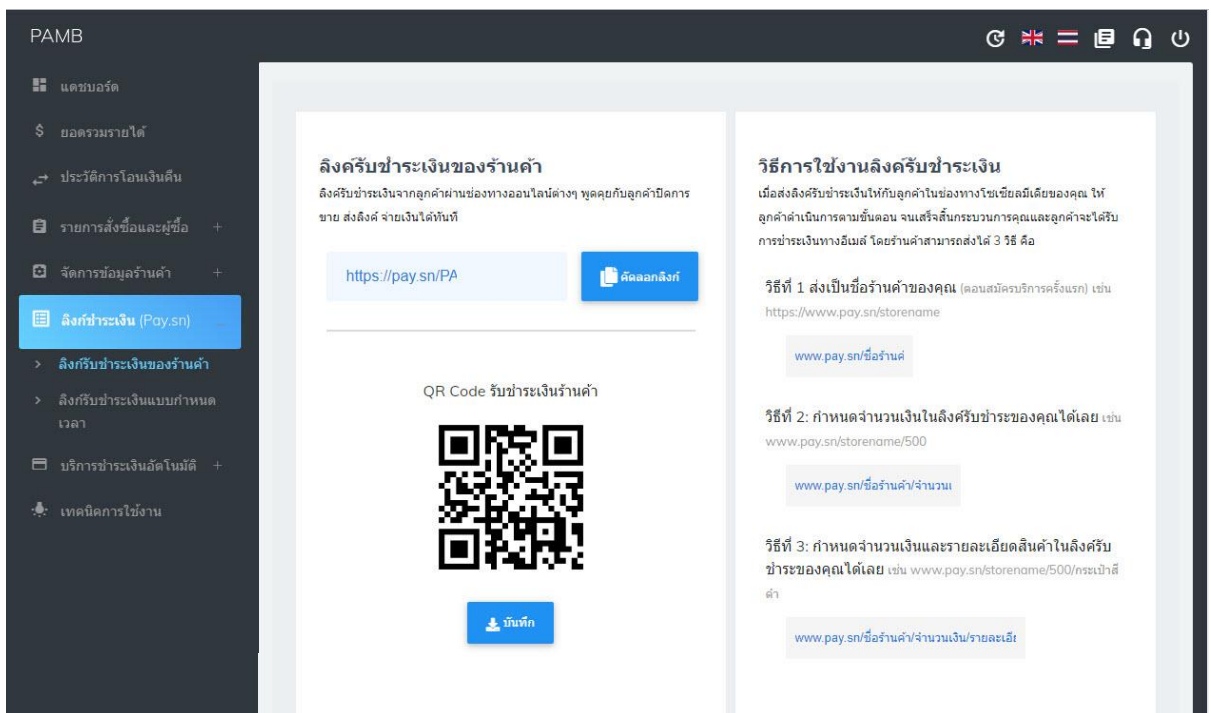 PAMB
แดชบอร์ด
ยอดรวมรายได้
ประวัติการโอนเงินคืน
รายการสั่งซื้อและผู้ซื้อ +
จัดการข้อมูลร้านค้า +
ลิงก์ชำระเงิน (Pay.sn)
ลิงก์รับชำระเงินของร้านค้า
ลิงก์รับชำระเงินแบบกำหนด
เวลา
บริการชำระเงินอัตโนมัติ +
เทคนิคการใช้งาน
ลิงค์รับชำระเงินของร้านค้า
ลิงค์รับชำระเงินจากลูกค้าผ่านช่องทางออนไลน์ต่างๆ พูดคุยกับลูกค้าปิดการ
ขาย ส่งลิงค์ จ่ายเงินได้ทันที
https://pay.sn/PA
คัดลอกลิงก์
QR Code รับชำระเงินร้านค้า
บันทึก
วิธีการใช้งานลิงค์รับชำระเงิน
เมื่อส่งลิงค์รับชำระเงินให้กับลูกค้าในช่องทางโซเชียลมีเดียของคุณ ให้
ลูกค้าดำเนินการตามขั้นตอน จนเสร็จสิ้นกระบวนการคุณและลูกค้าจะได้รับ
การชำระเงินทางอีเมล์ โดยร้านค้าสามารถส่งได้ 3 วิธี คือ
วิธีที่ 1 ส่งเป็นชื่อร้านค้าของคุณ (ตอนสมัครบริการครั้งแรก) เช่น
https://www.pay.sn/storename
www.pay.sn/ชื่อร้านค่
วิธีที่ 2: กำหนดจำนวนเงินในลิงค์รับชำระของคุณได้เลย เช่น
www.pay.sn/storename/500
www.pay.sn/ชื่อร้านค้า/จำนวนเ
วิธีที่ 3: กำหนดจำนวนเงินและรายละเอียดสินค้าในลิงค์รับ
ชำระของคุณได้เลย เช่น www.pay.sn/storename/500/กระเป๋าสี
ดำ
www.pay.sn/ชื่อร้านค้า/จำนวนเงิน/รายละเอีย